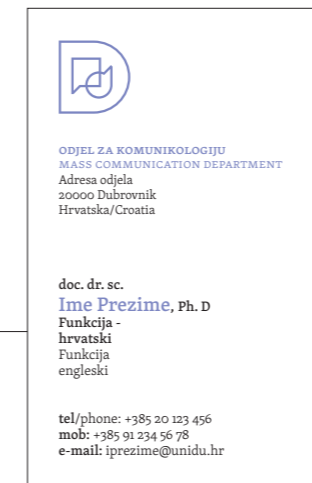 ODJEL ZA KOMUNIKOLOGIJU
MASS COMMUNICATION DEPARTMENT
Adresa odjela
20000 Dubrovnik
Hrvatska/Croatia
doc. dr. sc.
Ime Prezime, Ph. D
Funkcija -
hrvatski
Funkcija
engleski
tel/phone: +385 20 123 456
mob: +385 91 234 56 78
e-mail: iprezime@unidu.hr